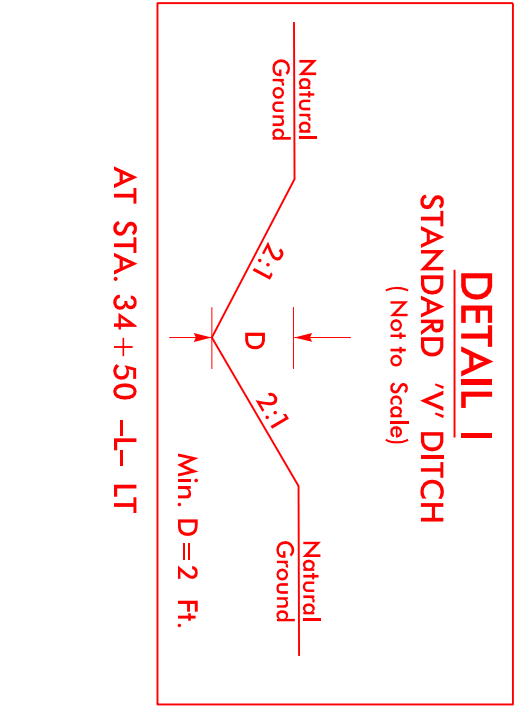 DETAIL 1
STANDARD 'V' DITCH
( Not to Scale)
Natural
Ground
Natural
Ground
2:1
D
2:1
Min. D=2 Ft.
AT STA. 34+50 -L- LT